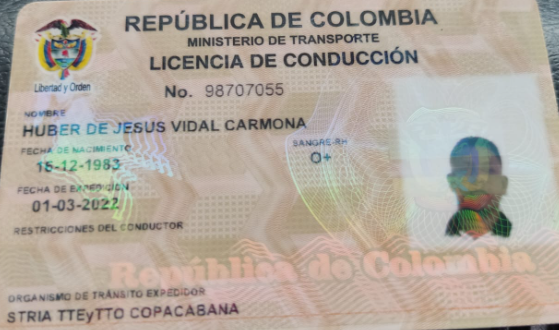 REPÚBLICA DE COLOMBIA
MINISTERIO DE TRANSPORTE
LICENCIA DE CONDUCCIÓN
Libertad y Orden
No. 98707055
NOMBRE
HUBER DE JESUS VIDAL CARMONA
FECHA DE NACIMIENTO
SANGRE-RH
15-12-1983
O+
FECHA DE EXPEDICIÓN
01-03-2022
RESTRICCIONES DEL CONDUCTOR
República de Colombia
ORGANISMO DE TRÁNSITO EXPEDIDOR
STRIA TTEyTTO COPACABANA